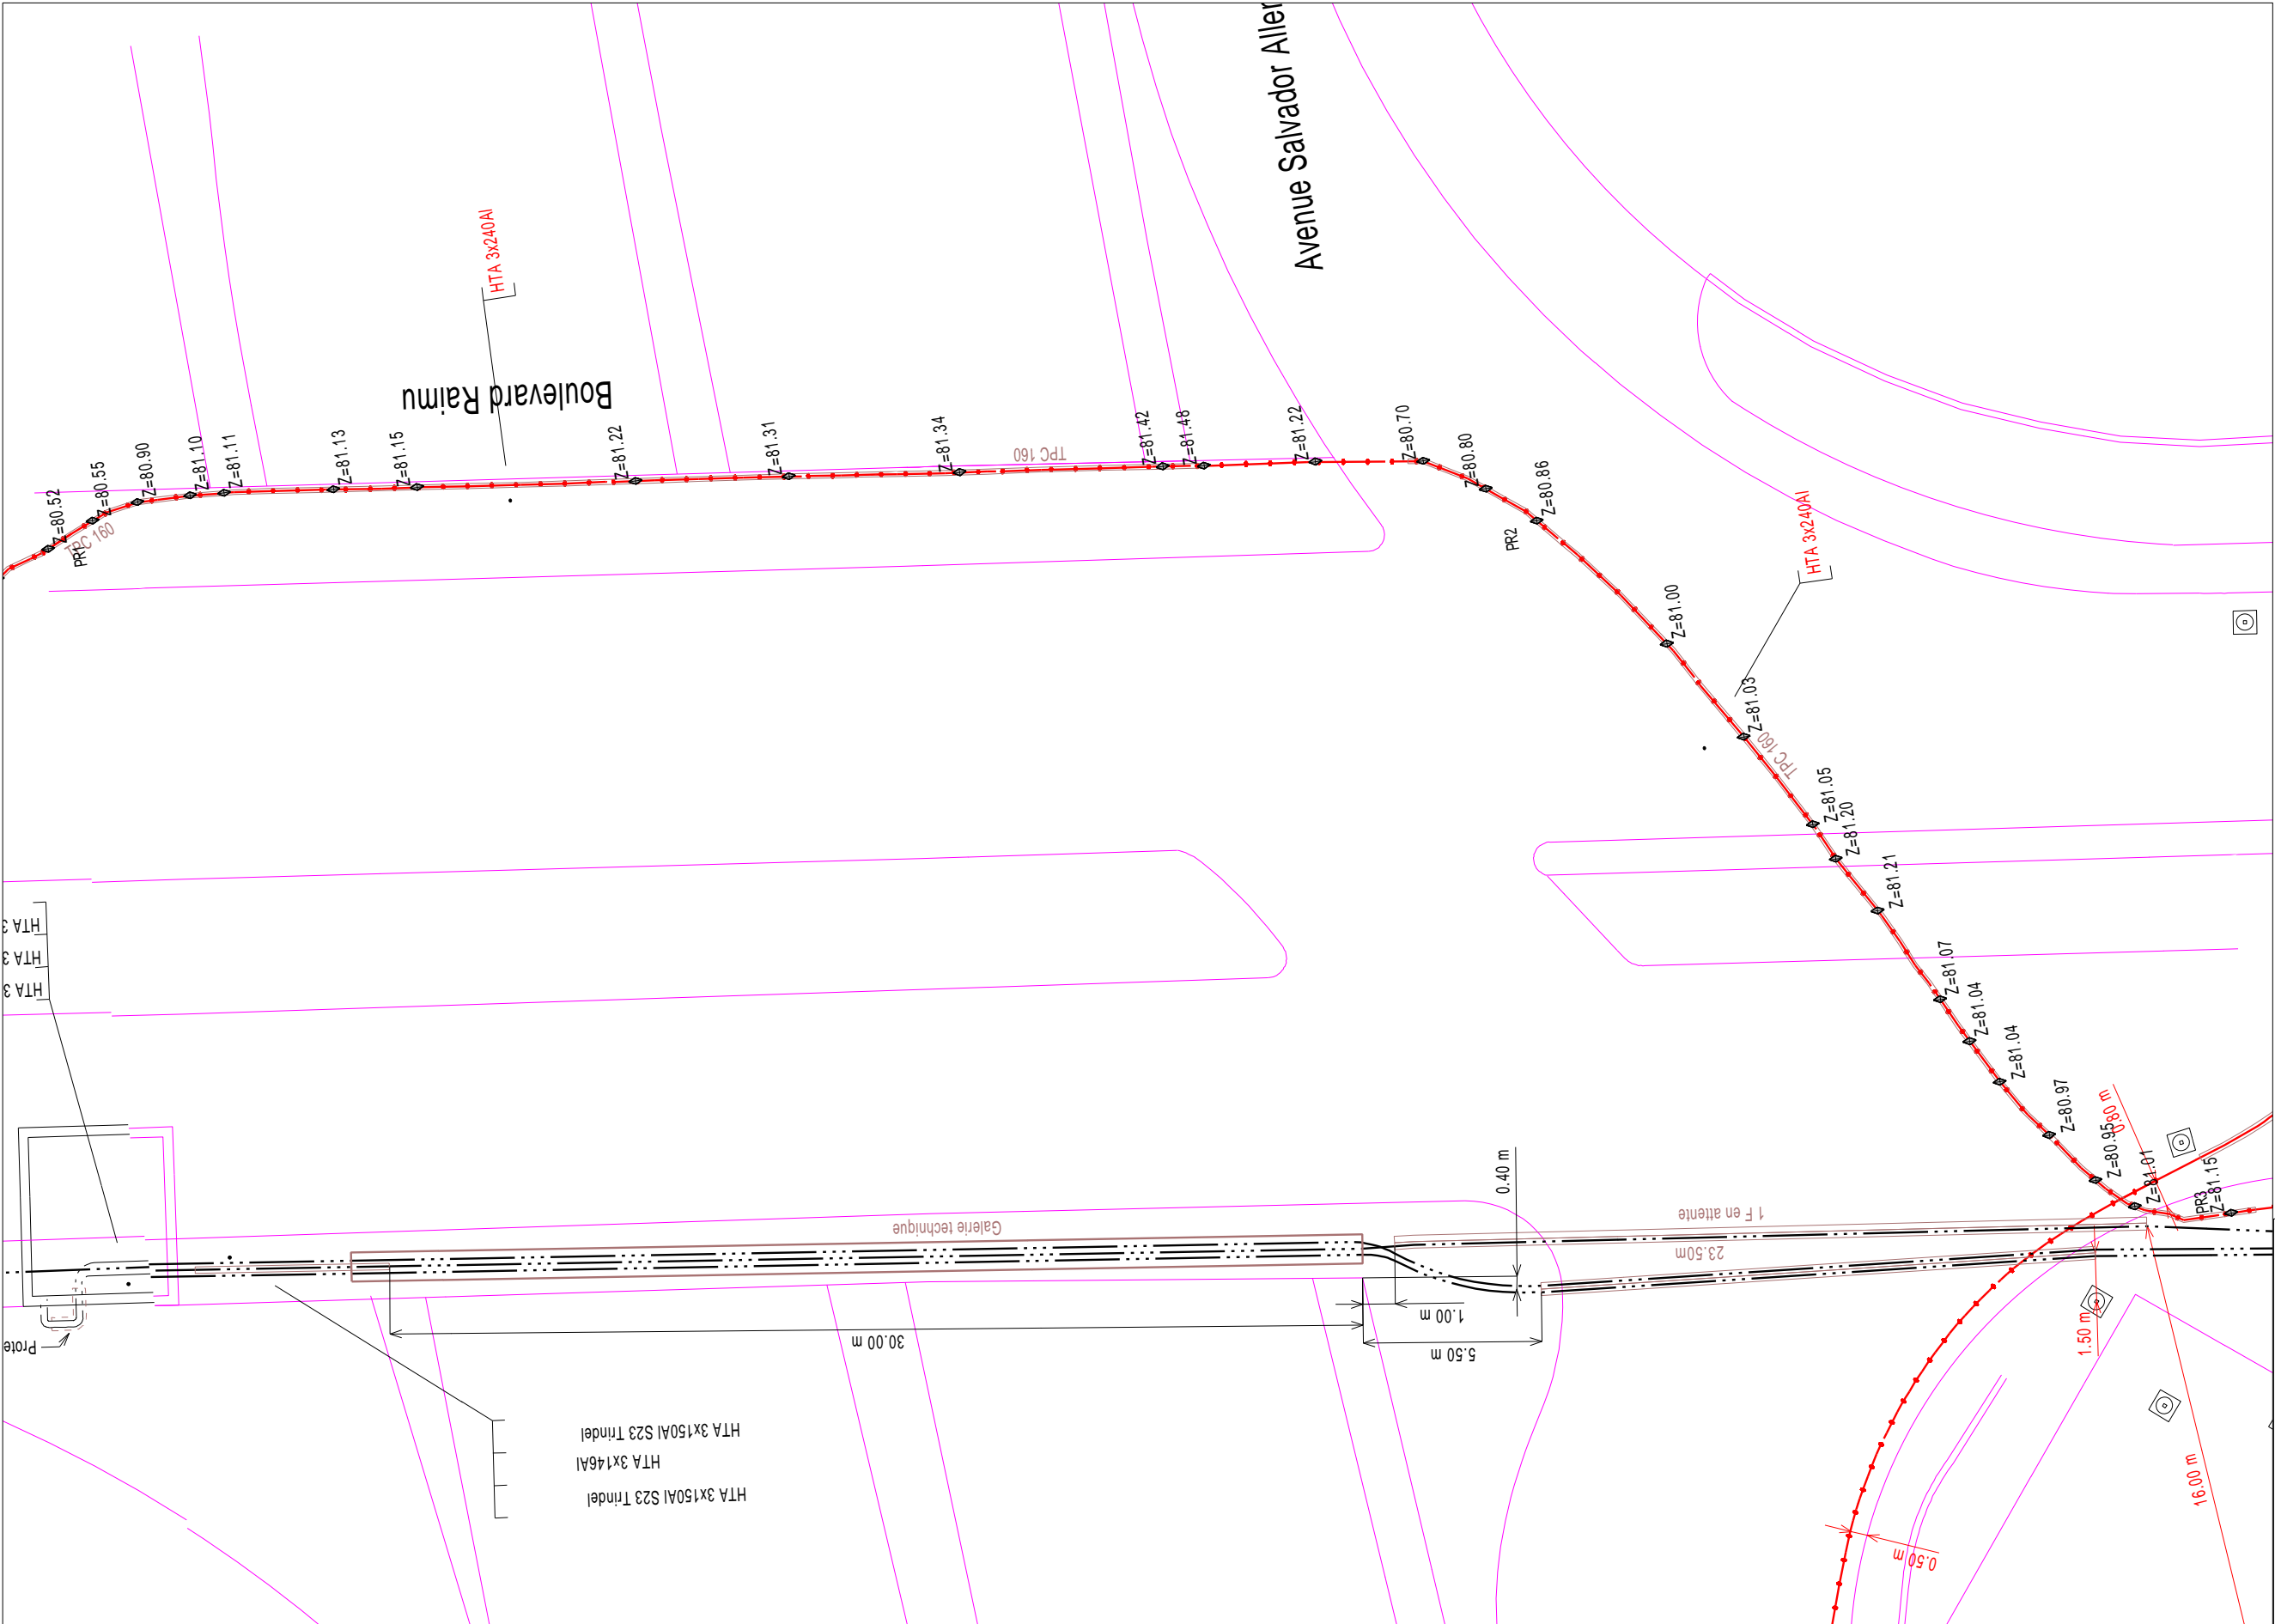 Avenue Salvador Aller
HTA 3x240Al
Boulevard Raimu
Z=80.52
Z=80.55
Z=80.90
Z=81.10
Z=81.11
Z=81.13
Z=81.15
Z=81.22
Z=81.31
Z=81.34
TPC 160
Z=81.42
Z=81.48
Z=81.22
Z=80.70
Z=80.80
Z=80.86
TPC 160
PR1
PR2
HTA 3x240Al
Z=81.00
Z=81.03
TPC 160
Z=81.05
Z=81.20
Z=81.21
Z=81.07
Z=81.04
Z=81.04
Z=80.97
Z=80.95
0.80 m
Z=81.01
PR3
Z=81.15
HTA 3
HTA 3
HTA 3
0.40 m
Galerie technique
1 F en attente
23.50m
Prote
30.00 m
1.00 m
5.50 m
1.50 m
HTA 3x150Al S23 Trindel
HTA 3x146Al
HTA 3x150Al S23 Trindel
16.00 m
0.50 m